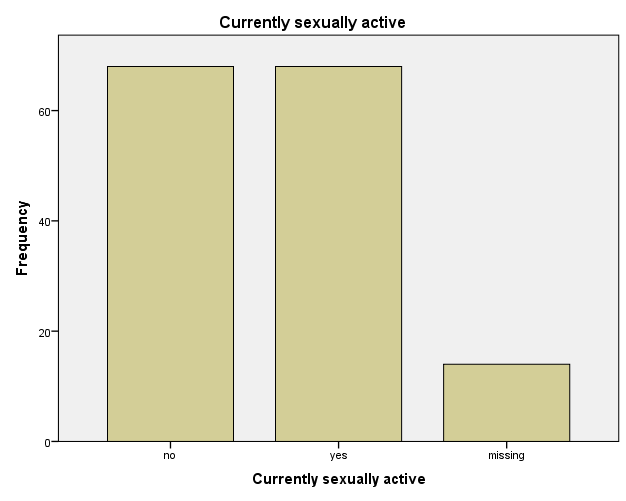 Currently sexually active
Frequency
60
40
20
0
no
yes
missing
Currently sexually active